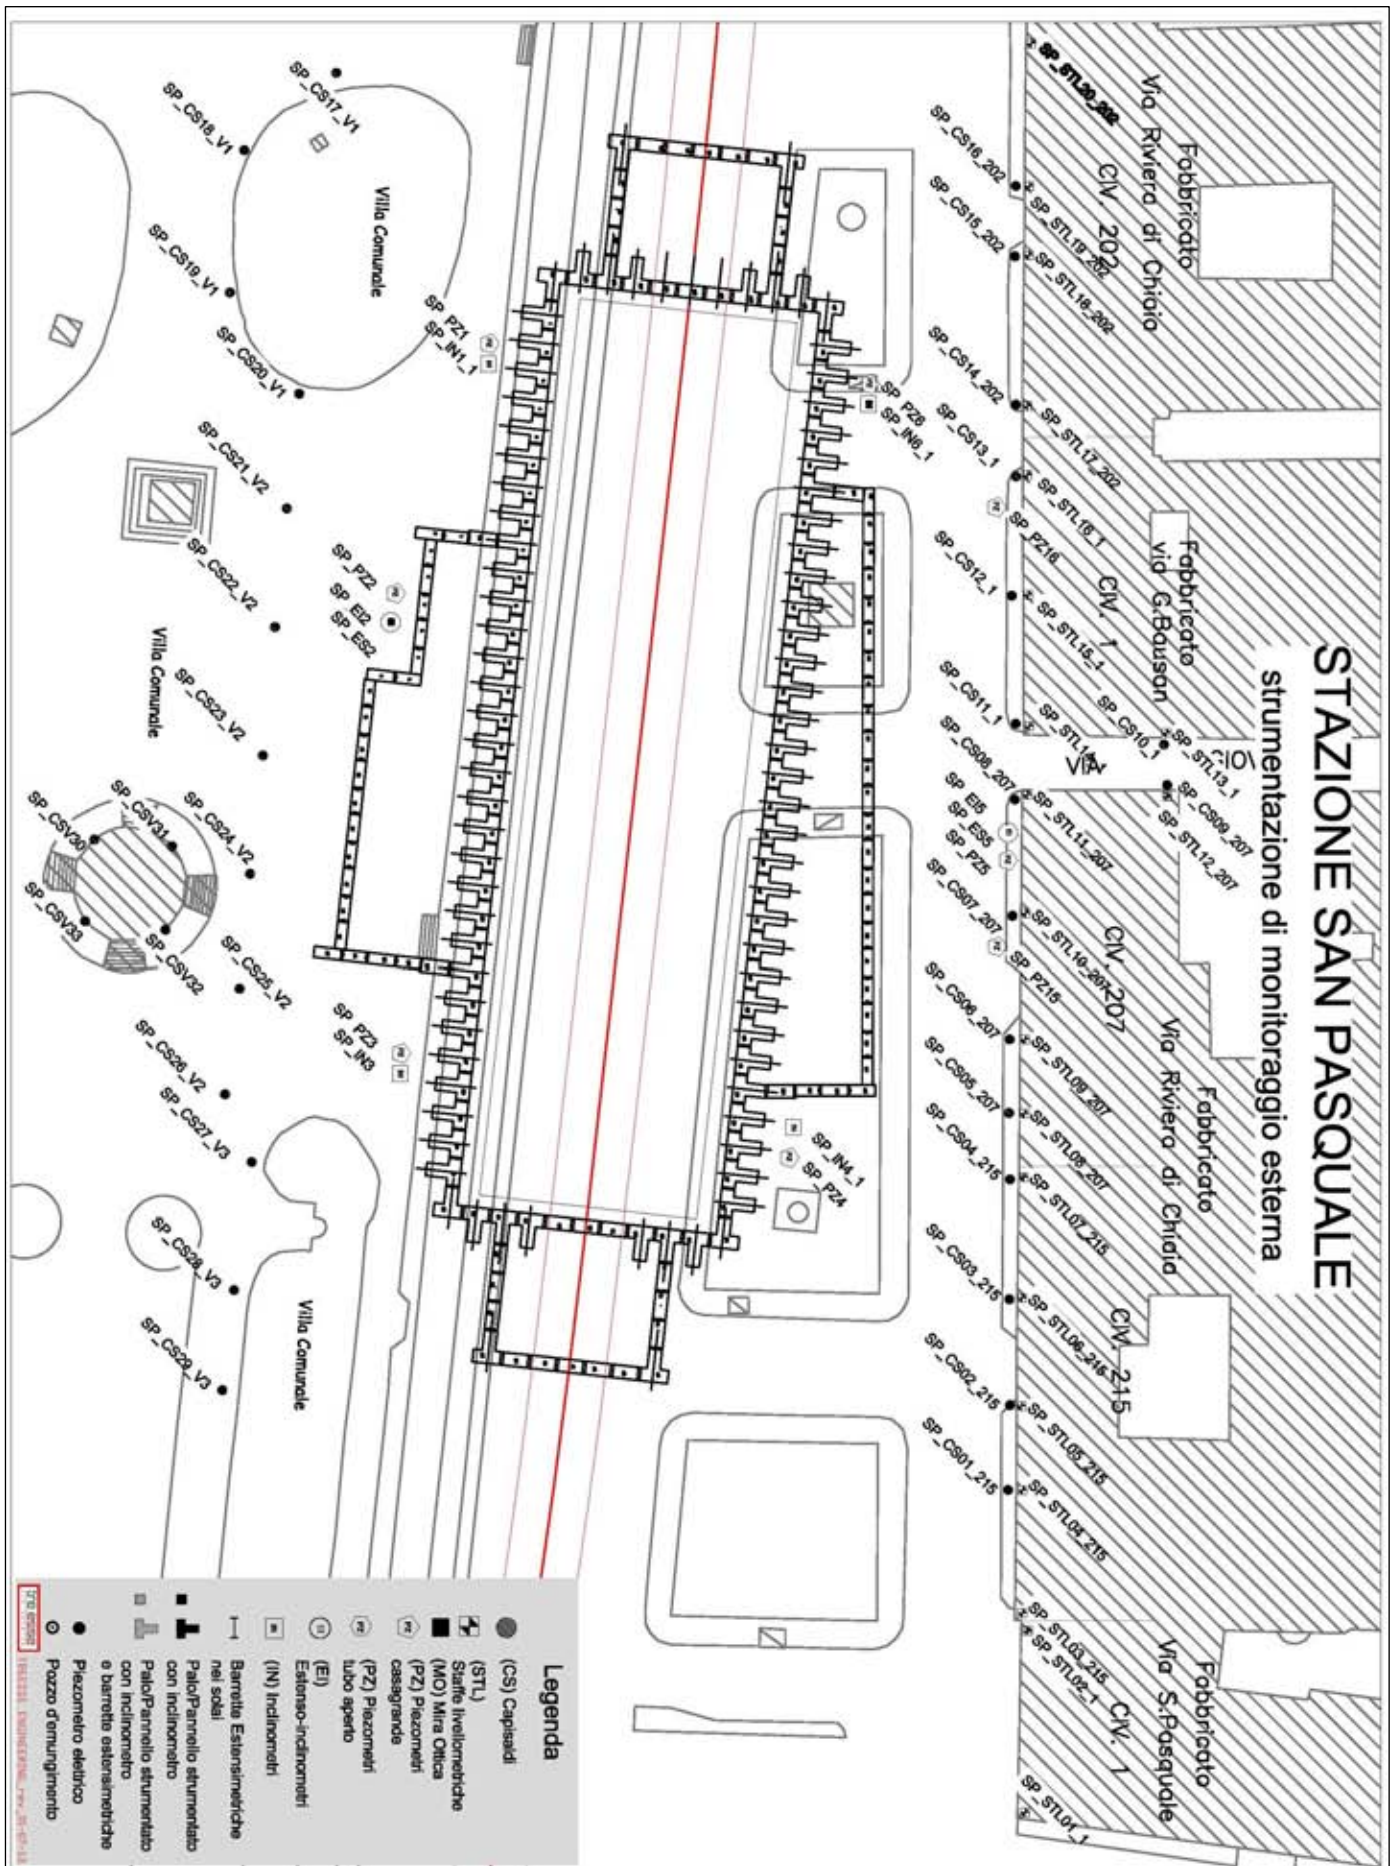 STAZIONE SAN PASQUALE
strumentazione di monitoraggio esterna
Fabbricato
Via Riviera di Chiaia
CIV. 202
Fabbricato
via G.Bausan
CIV. 1
VIA
Fabbricato
Via Riviera di Chiaia
CIV. 207
CIV. 215
Fabbricato
Via S.Pasquale
CIV. 1
SP_STL20_202
SP_STL19_202
SP_STL18_202
SP_STL17_202
SP_STL16_1
SP_PZ16
SP_STL15_1
SP_CS10_1
SP_STL13_1
SP_CS09_207
SP_STL12_207
SP_STL11_207
SP_STL10_207
SP_PZ15
SP_STL09_207
SP_STL08_207
SP_STL07_215
SP_STL06_215
SP_STL05_215
SP_STL04_215
SP_STL03_215
SP_STL02_1
SP_STL01_1
SP_CS16_202
SP_CS15_202
SP_CS14_202
SP_CS13_1
SP_CS12_1
SP_CS11_1
SP_CS08_207
SP_EI5
SP_ES5
SP_PZ5
SP_CS07_207
SP_CS06_207
SP_CS05_207
SP_CS04_215
SP_CS03_215
SP_CS02_215
SP_CS01_215
SP_PZ6
SP_IN6_1
SP_IN4_1
SP_PZ4
SP_PZ1
SP_IN1_1
SP_PZ2
SP_EI2
SP_ES2
SP_PZ3
SP_IN3
Villa Comunale
SP_CS17_V1
SP_CS18_V1
SP_CS19_V1
SP_CS20_V1
SP_CS21_V2
SP_CS22_V2
Villa Comunale
SP_CS23_V2
SP_CS24_V2
SP_CSV31
SP_CSV30
SP_CSV33
SP_CSV32
SP_CS25_V2
SP_CS26_V2
SP_CS27_V3
SP_CS28_V3
SP_CS29_V3
Villa Comunale
Legenda
(CS) Capisaldi
(STL)
Staffe livellometriche
(MO) Mira Ottica
(PZ) Piezometri
casagrande
(PZ) Piezometri
tubo aperto
(EI)
Estenso-inclinometri
(IN) Inclinometri
Barrette Estensimetriche
nei solai
Palo/Pannello strumentato
con inclinometro
Palo/Pannello strumentato
con inclinometro
e barrette estensimetriche
Piezometro elettrico
Pozzo d'emungimento